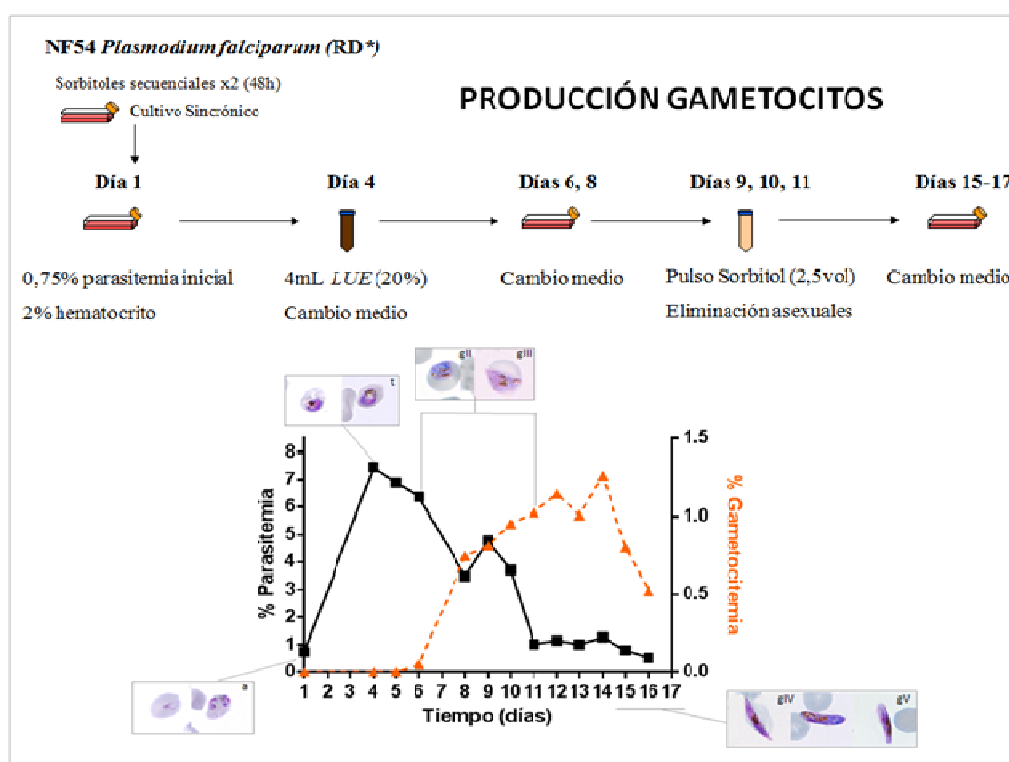 NF54 Plasmodium falciparum (RD*)
Sorbitoles secuenciales x2 (48h)
Cultivo Sincrónico
PRODUCCIÓN GAMETOCITOS
Día 1
Día 4
Días 6, 8
Días 9, 10, 11
Días 15-17
0,75% parasitemia inicial
2% hematocrito
4mL LUE (20%)
Cambio medio
Cambio medio
Pulso Sorbitol (2,5vol)
Eliminación asexuales
Cambio medio
t
gII
gIII
% Parasitemia
8
7
6
5
4
3
2
1
0
1.5
1.0
0.5
0.0
% Gametocitemia
1 2 3 4 5 6 7 8 9 10 11 12 13 14 15 16 17
Tiempo (días)
a
gIV
gV